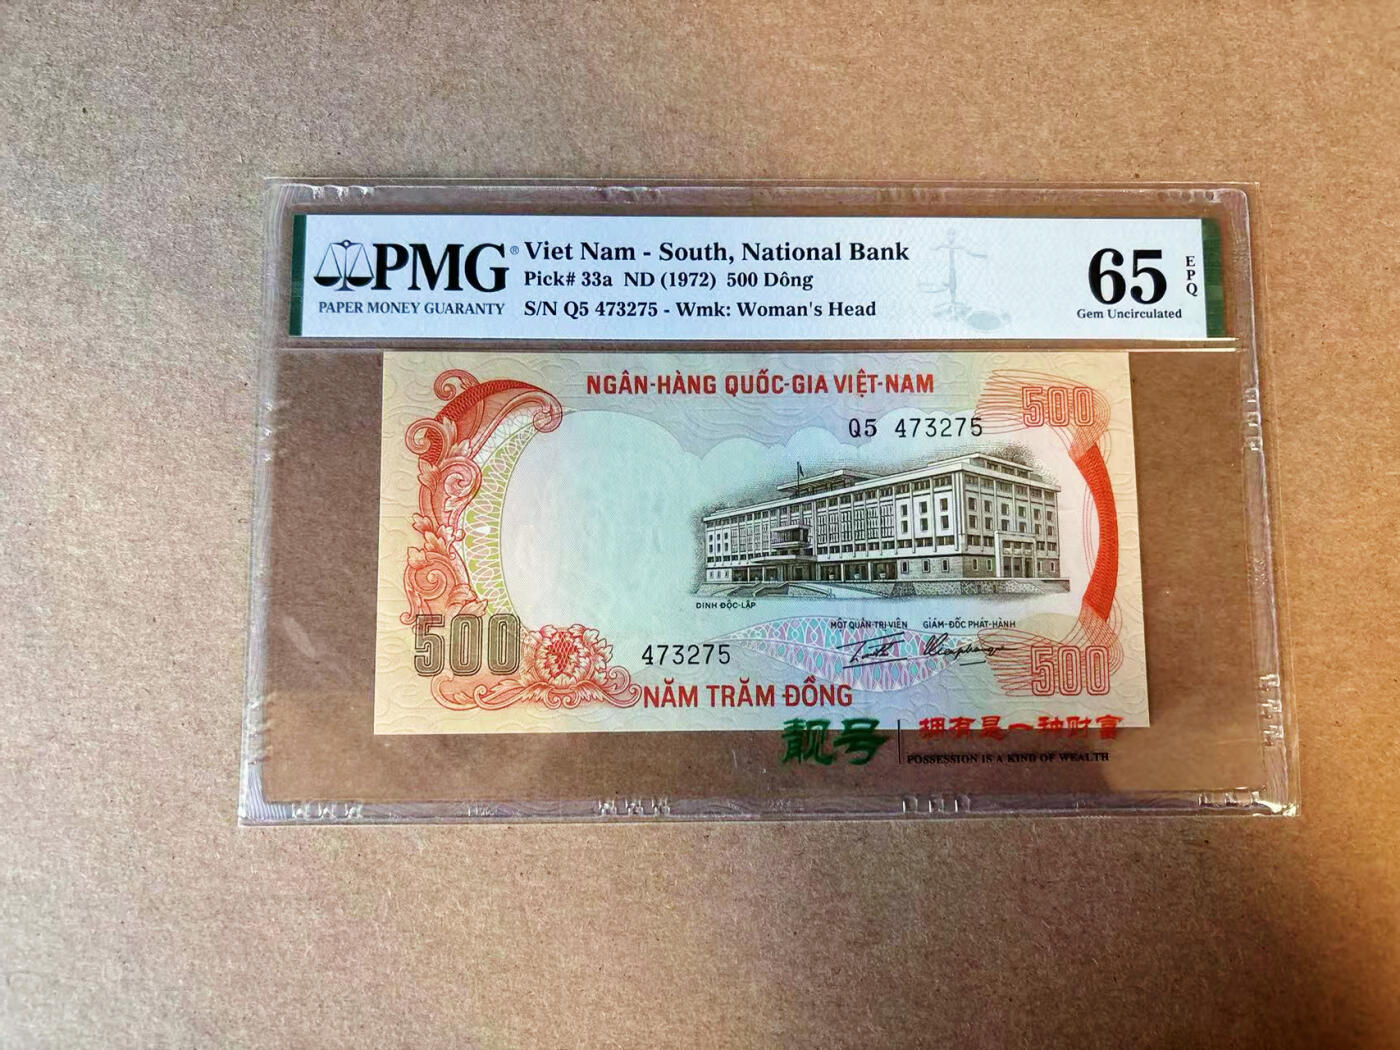 PMG®
PAPER MONEY GUARANTY
Viet Nam - South, National Bank
Pick# 33a ND (1972) 500 Dông
S/N Q5 473275 - Wmk: Woman's Head
65
EPQ
Gem Uncirculated
NGÂN-HÀNG QUỐC-GIA VIỆT-NAM
500
Q5 473275
DINH ĐỘC-LẬP
MỘT QUẢN-TRỊ VIÊN
GIÁM-ĐỐC PHÁT-HÀNH
500
473275
500
NĂM TRĂM ĐỒNG
靓号
拥有是一种财富
POSSESSION IS A KIND OF WEALTH